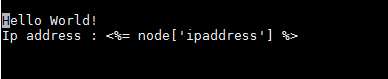 Hello World!
Ip address : <%= node['ipaddress'] %>